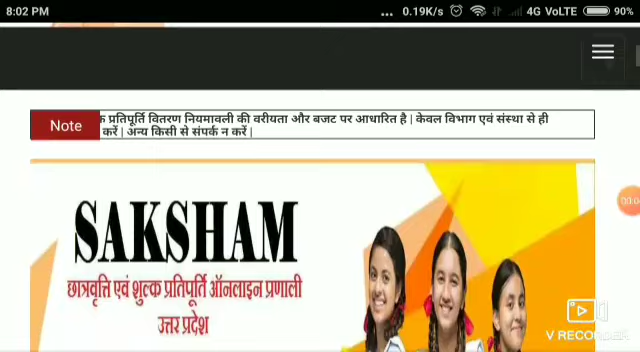 8:02 PM
... 0.19K/s 4G VoLTE 90%
Note
प्रतिपूर्ति वितरण नियमावली की वरीयता और बजट पर आधारित है | केवल विभाग एवं संस्था से ही
करें | अन्य किसी से संपर्क न करें |
SAKSHAM
छात्रवृत्ति एवं शुल्क प्रतिपूर्ति ऑनलाइन प्रणाली
उत्तर प्रदेश
V RECORDER